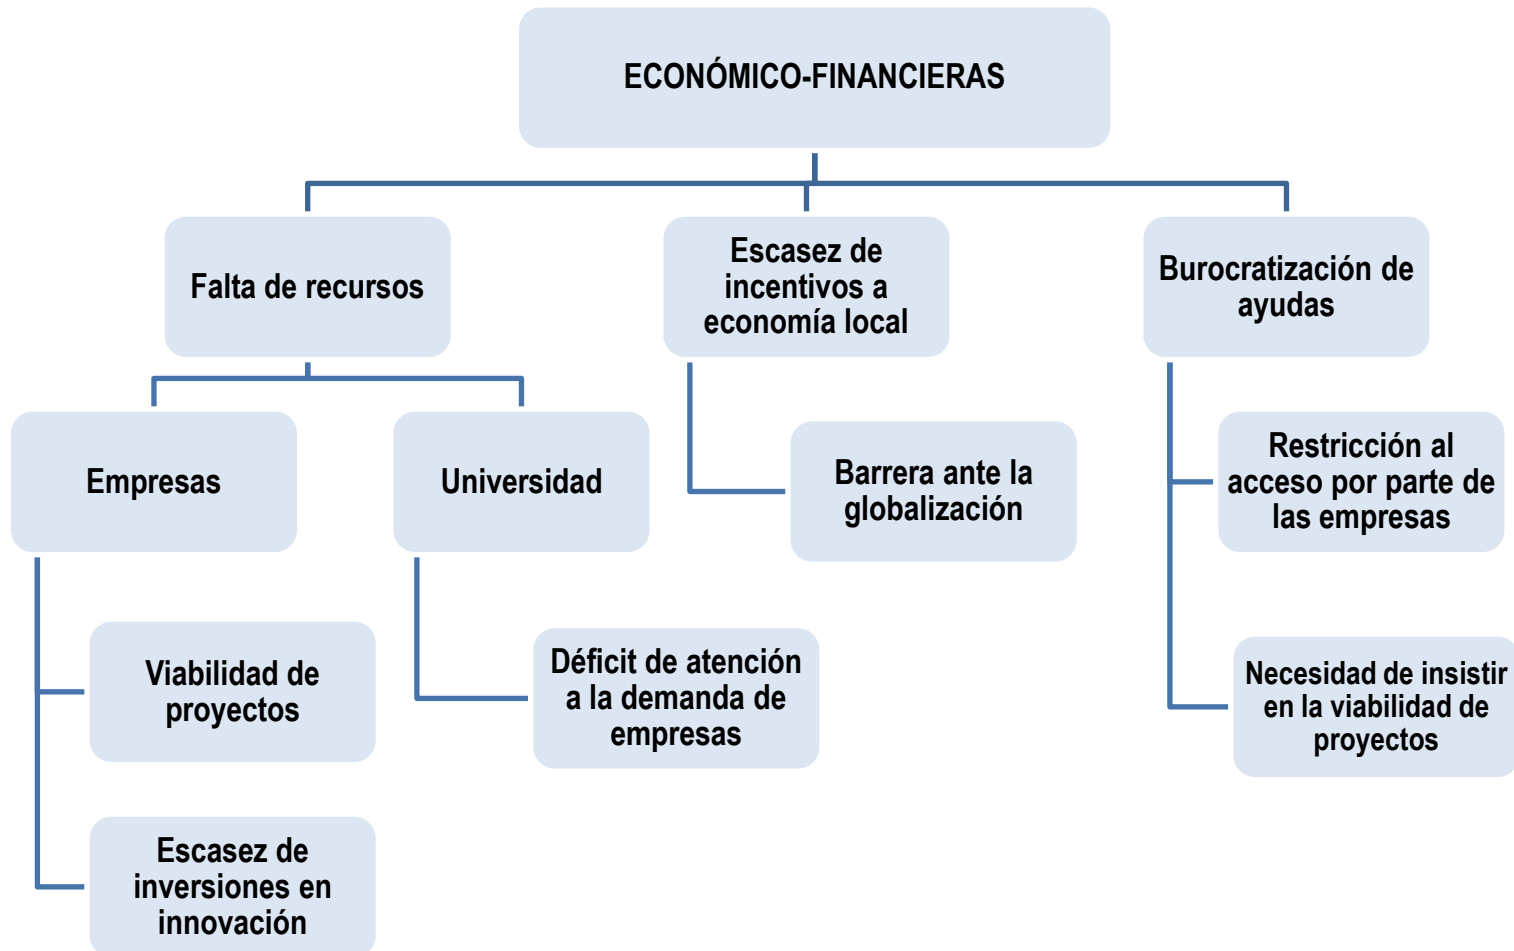 ECONÓMICO-FINANCIERAS
Falta de recursos
Escasez de
incentivos a
economía local
Burocratización de
ayudas
Empresas
Universidad
Barrera ante la
globalización
Restricción al
acceso por parte de
las empresas
Viabilidad de
proyectos
Déficit de atención
a la demanda de
empresas
Necesidad de insistir
en la viabilidad de
proyectos
Escasez de
inversiones en
innovación